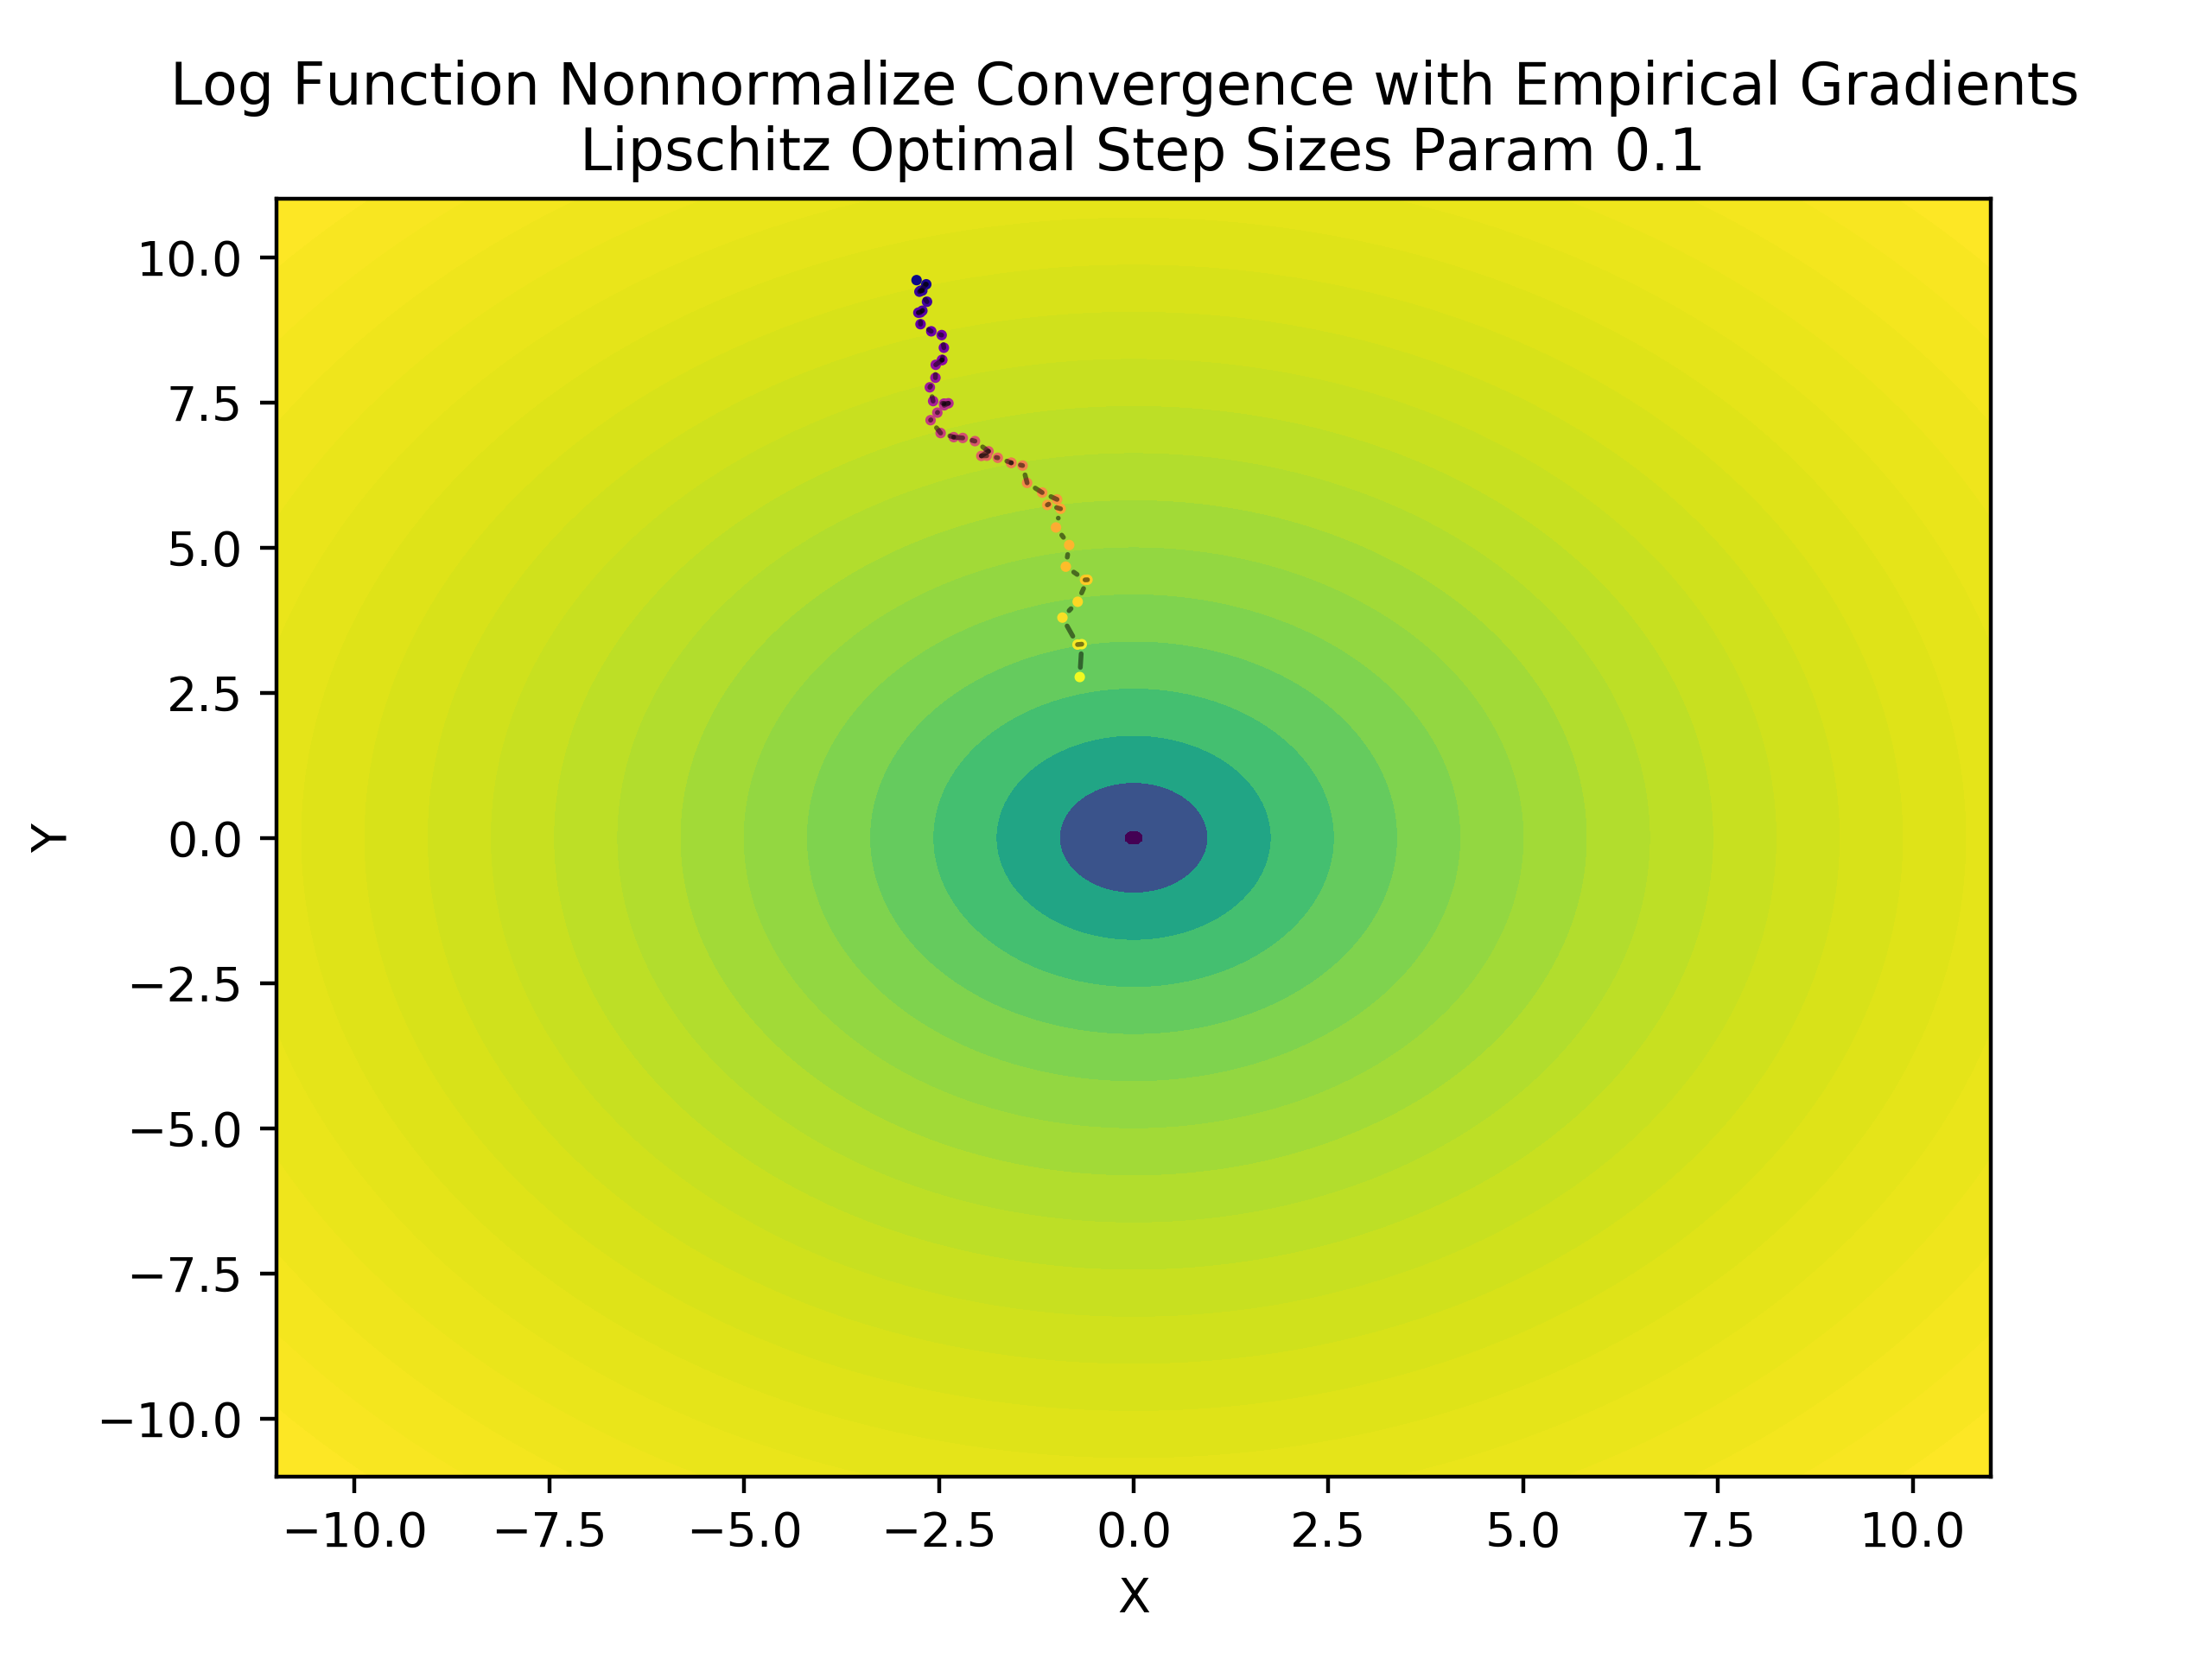 Log Function Nonnormalize Convergence with Empirical Gradients
Lipschitz Optimal Step Sizes Param 0.1
10.0
7.5
5.0
2.5
0.0
−2.5
−5.0
−7.5
−10.0
Y
−10.0 −7.5 −5.0 −2.5 0.0 2.5 5.0 7.5 10.0
X